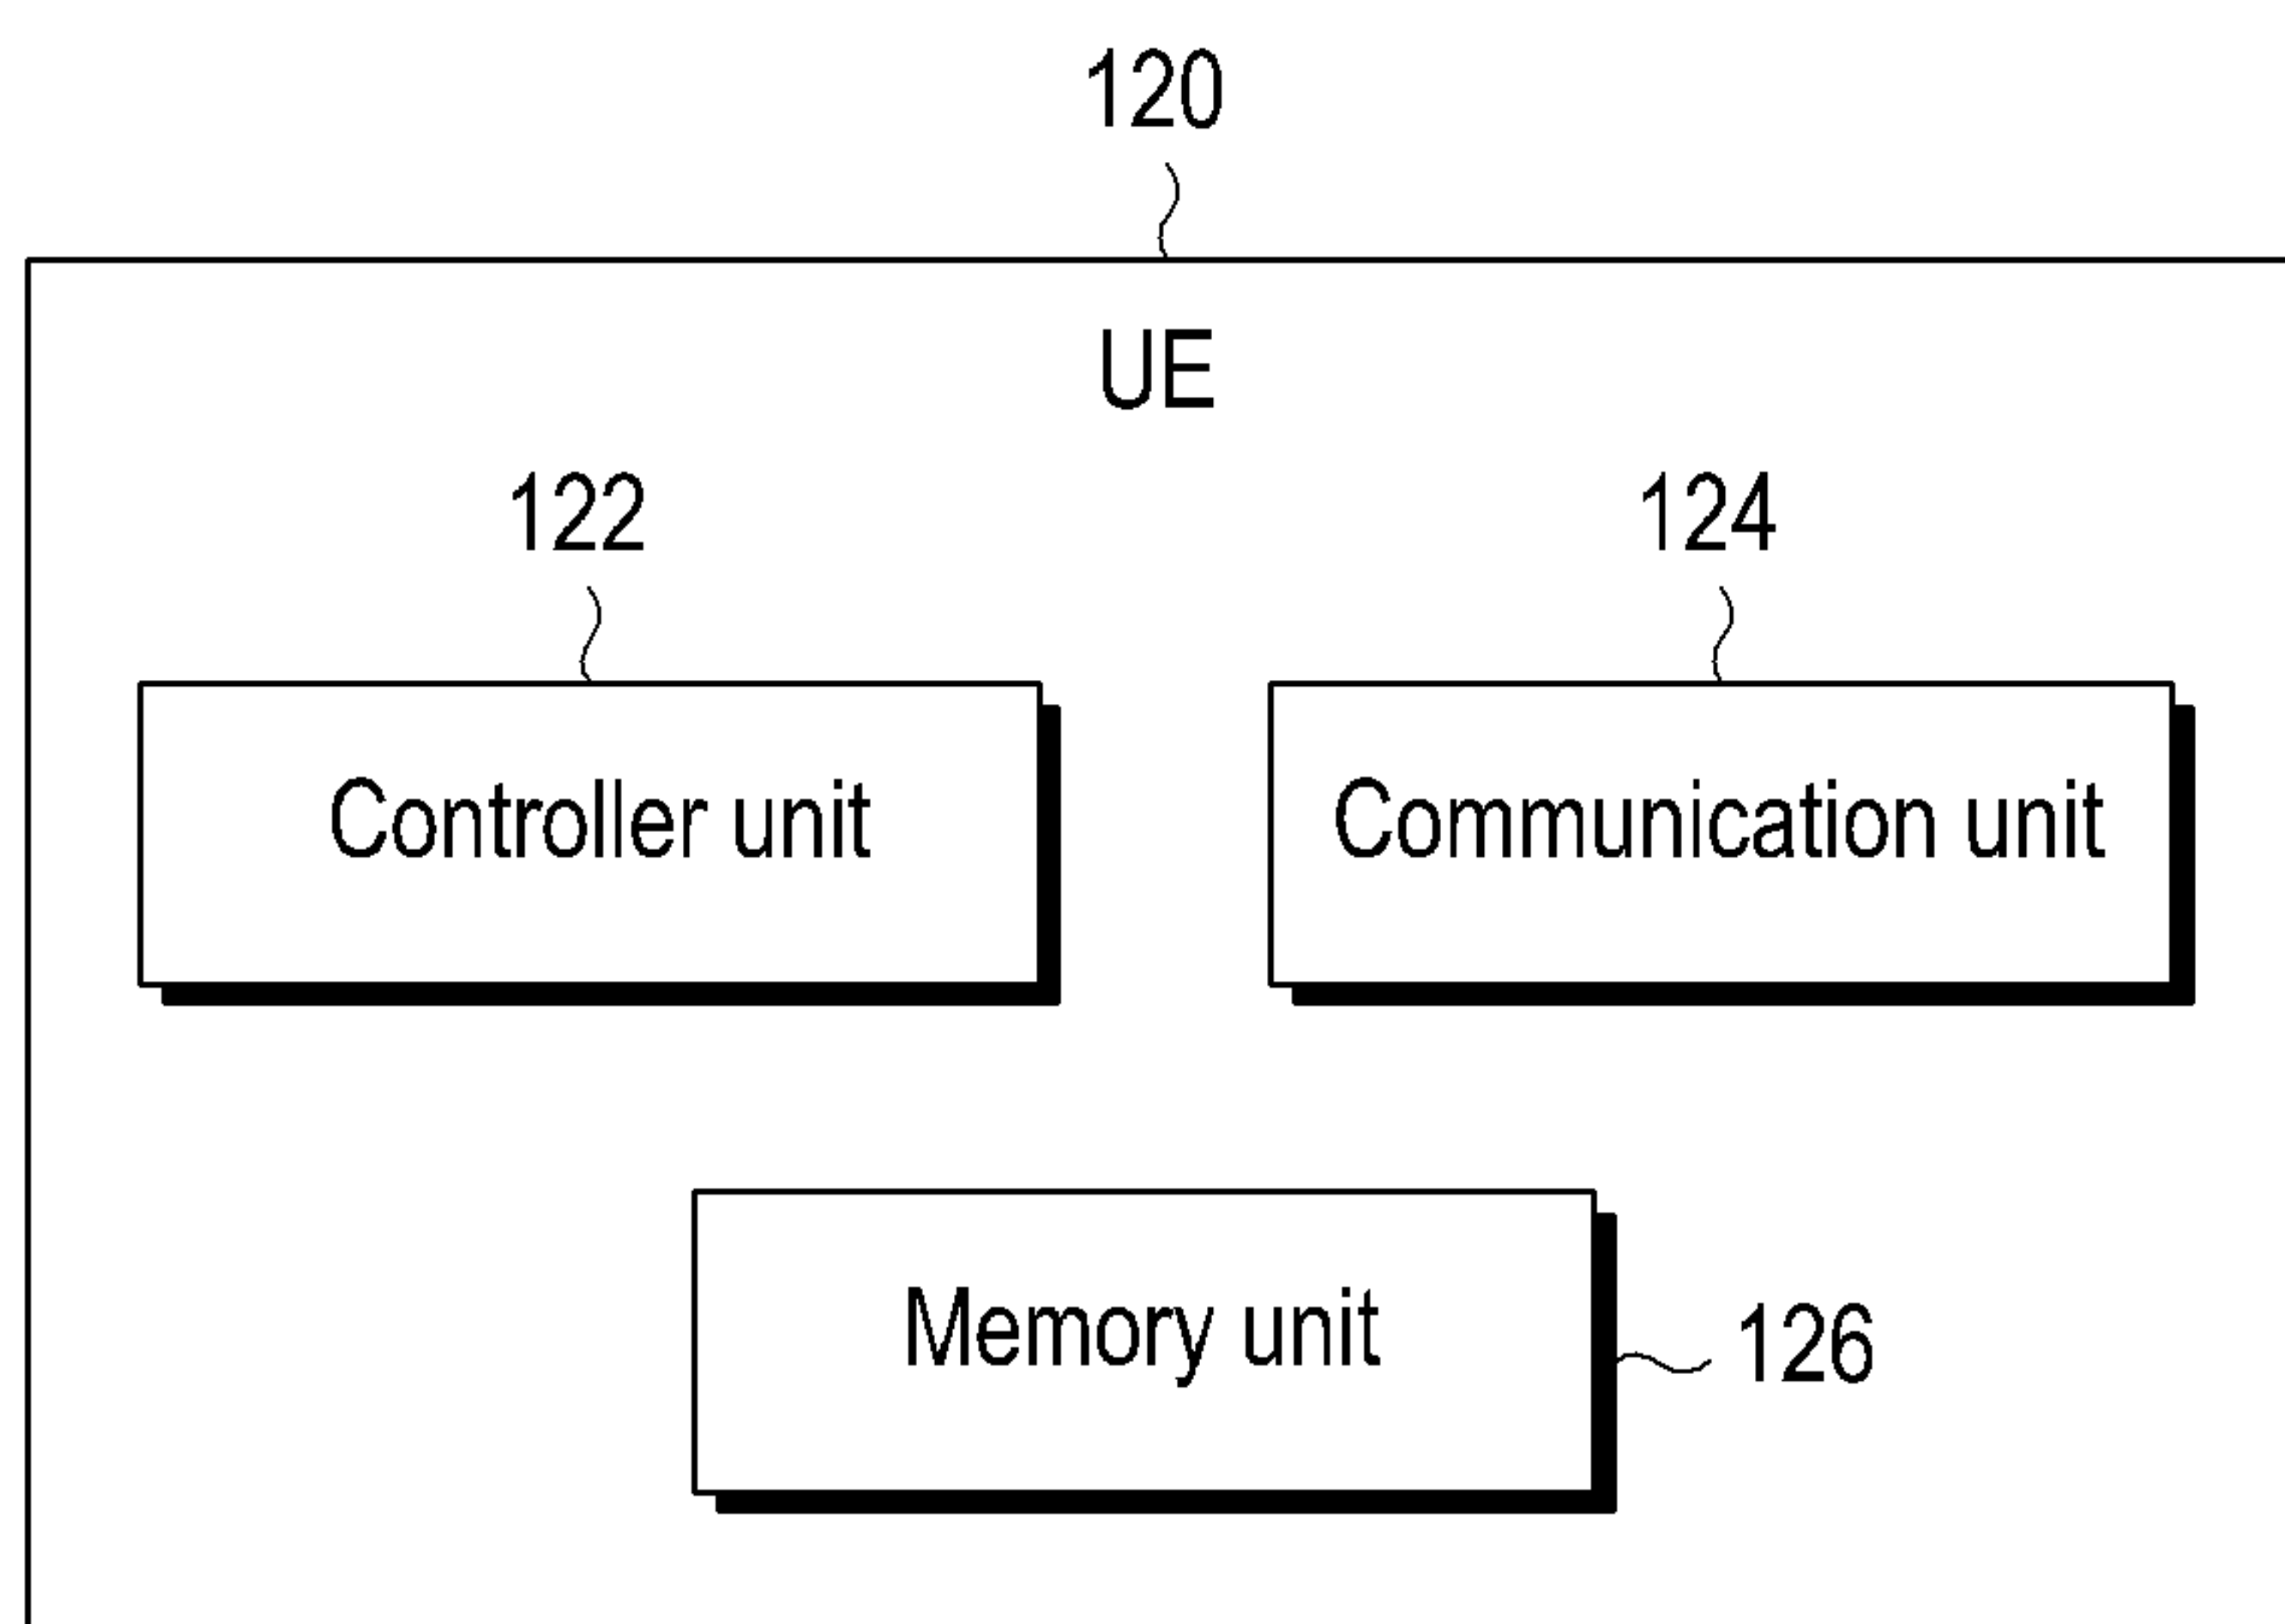 120
UE
122
124
Controller unit
Communication unit
Memory unit
126